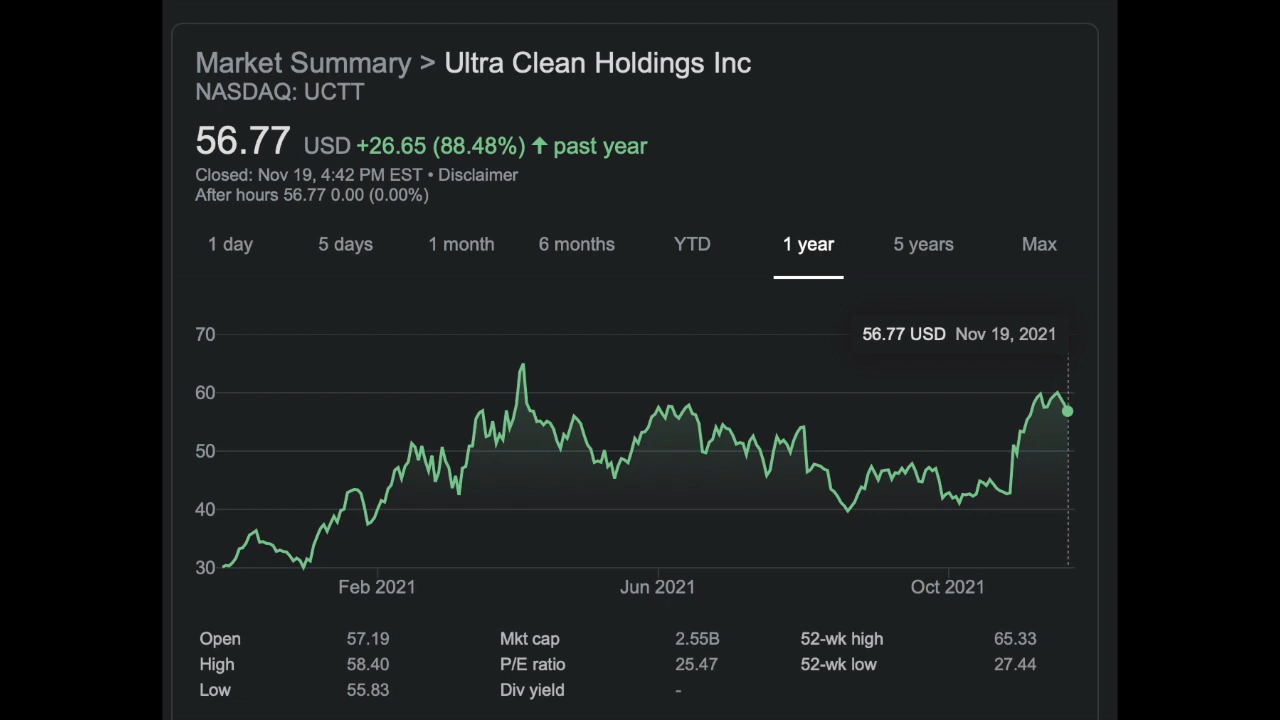 Market Summary > Ultra Clean Holdings Inc
NASDAQ: UCTT
56.77 USD +26.65 (88.48%) ↑ past year
Closed: Nov 19, 4:42 PM EST • Disclaimer
After hours 56.77 0.00 (0.00%)
1 day 5 days 1 month 6 months YTD 1 year 5 years Max
56.77 USD Nov 19, 2021
70
60
50
40
30
Feb 2021 Jun 2021 Oct 2021
Open 57.19 Mkt cap 2.55B 52-wk high 65.33
High 58.40 P/E ratio 25.47 52-wk low 27.44
Low 55.83 Div yield -